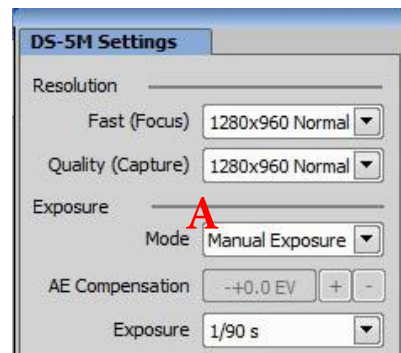 DS-5M Settings
Resolution
Fast (Focus) 1280x960 Normal
Quality (Capture) 1280x960 Normal
Exposure
A
Mode Manual Exposure
AE Compensation -+0.0 EV + -
Exposure 1/90 s